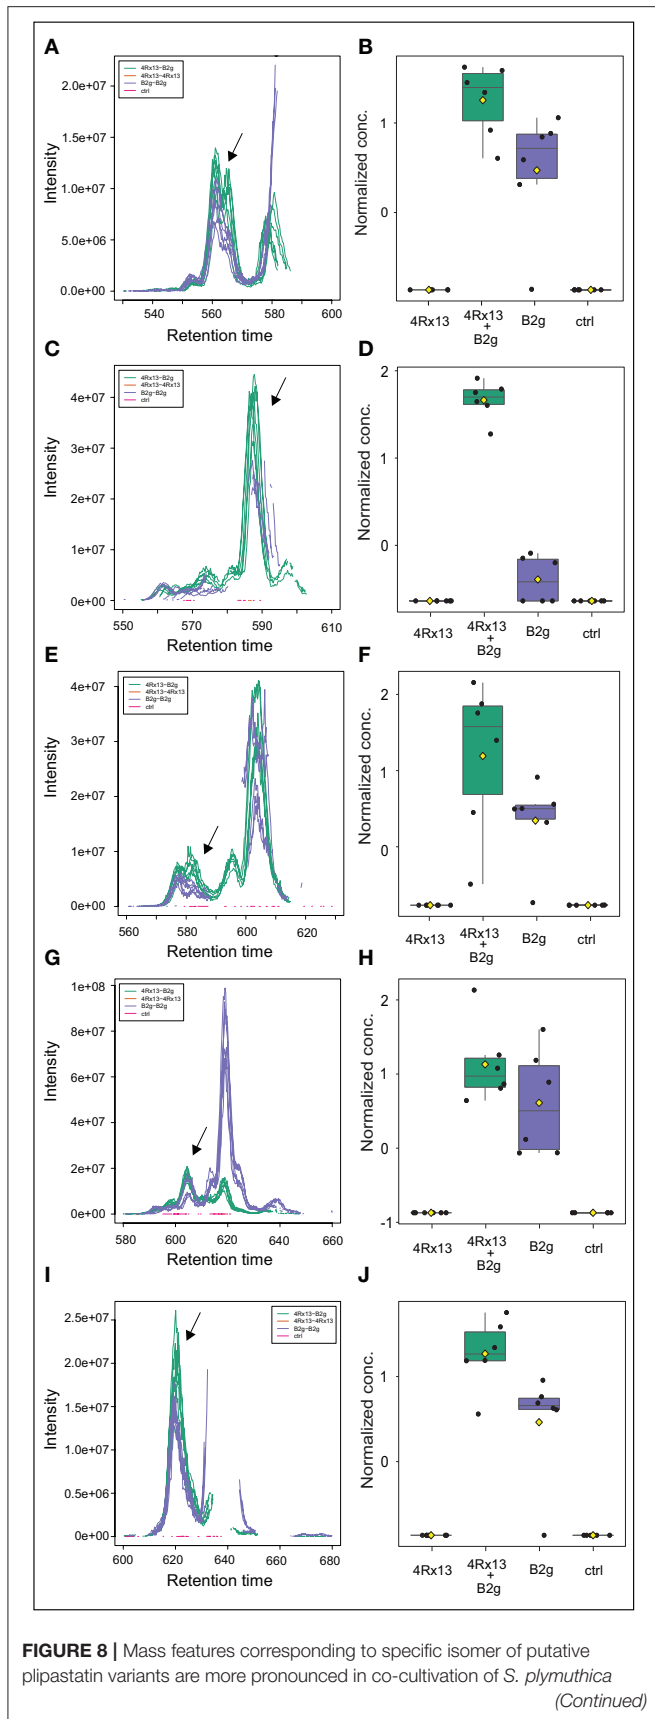 A
Intensity
2.0e+07
1.5e+07
1.0e+07
5.0e+06
0.0e+00
4Rx13–B2g
4Rx13–4Rx13
B2g–B2g
ctrl
540 560 580 600
Retention time
B
Normalized conc.
1
0
4Rx13 4Rx13 + B2g B2g ctrl
C
Intensity
4e+07
3e+07
2e+07
1e+07
0e+00
4Rx13–B2g
4Rx13–4Rx13
B2g–B2g
ctrl
550 570 590 610
Retention time
D
Normalized conc.
2
1
0
4Rx13 4Rx13 + B2g B2g ctrl
E
Intensity
4e+07
3e+07
2e+07
1e+07
0e+00
4Rx13–B2g
4Rx13–4Rx13
B2g–B2g
ctrl
560 580 600 620
Retention time
F
Normalized conc.
2
1
0
4Rx13 4Rx13 + B2g B2g ctrl
G
Intensity
1e+08
8e+07
6e+07
4e+07
2e+07
0e+00
4Rx13–B2g
4Rx13–4Rx13
B2g–B2g
ctrl
580 600 620 640 660
Retention time
H
Normalized conc.
2
1
0
-1
4Rx13 4Rx13 + B2g B2g ctrl
I
Intensity
2.5e+07
2.0e+07
1.5e+07
1.0e+07
5.0e+06
0e+00
4Rx13–B2g
4Rx13–4Rx13
B2g–B2g
ctrl
600 620 640 660 680
Retention time
J
Normalized conc.
1
0
4Rx13 4Rx13 + B2g B2g ctrl
FIGURE 8 | Mass features corresponding to specific isomer of putative
plipastatin variants are more pronounced in co-cultivation of S. plymuthica
(Continued)